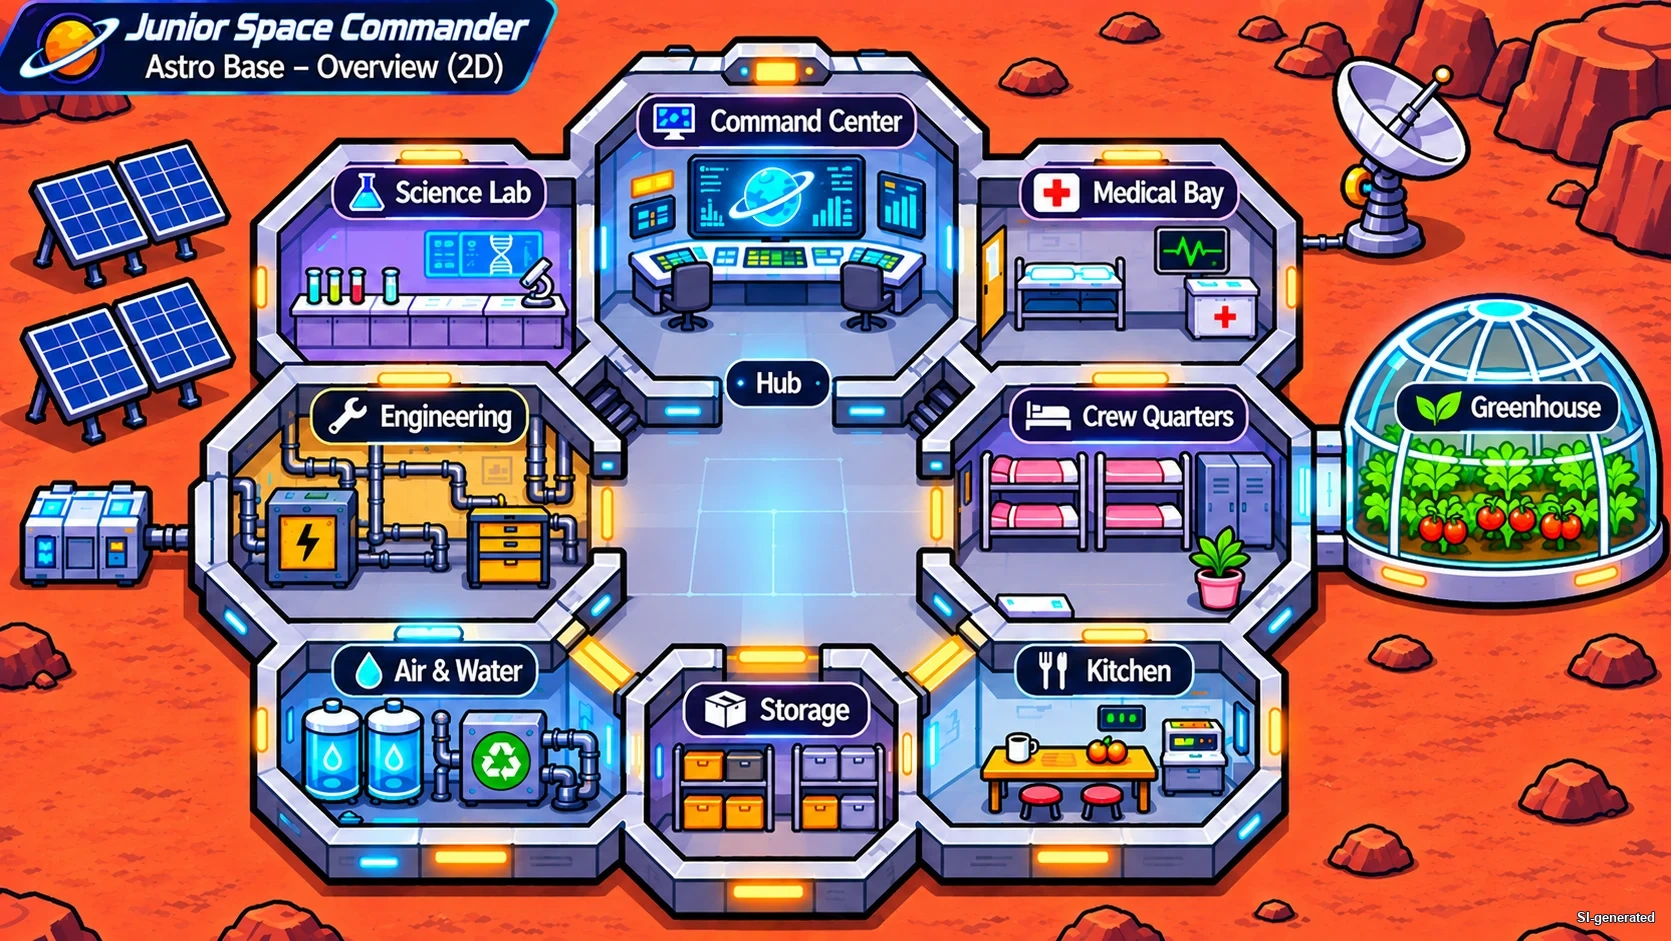 Junior Space Commander
Astro Base – Overview (2D)
Command Center
Science Lab
Medical Bay
Hub
Engineering
Crew Quarters
Greenhouse
Air & Water
Storage
Kitchen
SI-generated